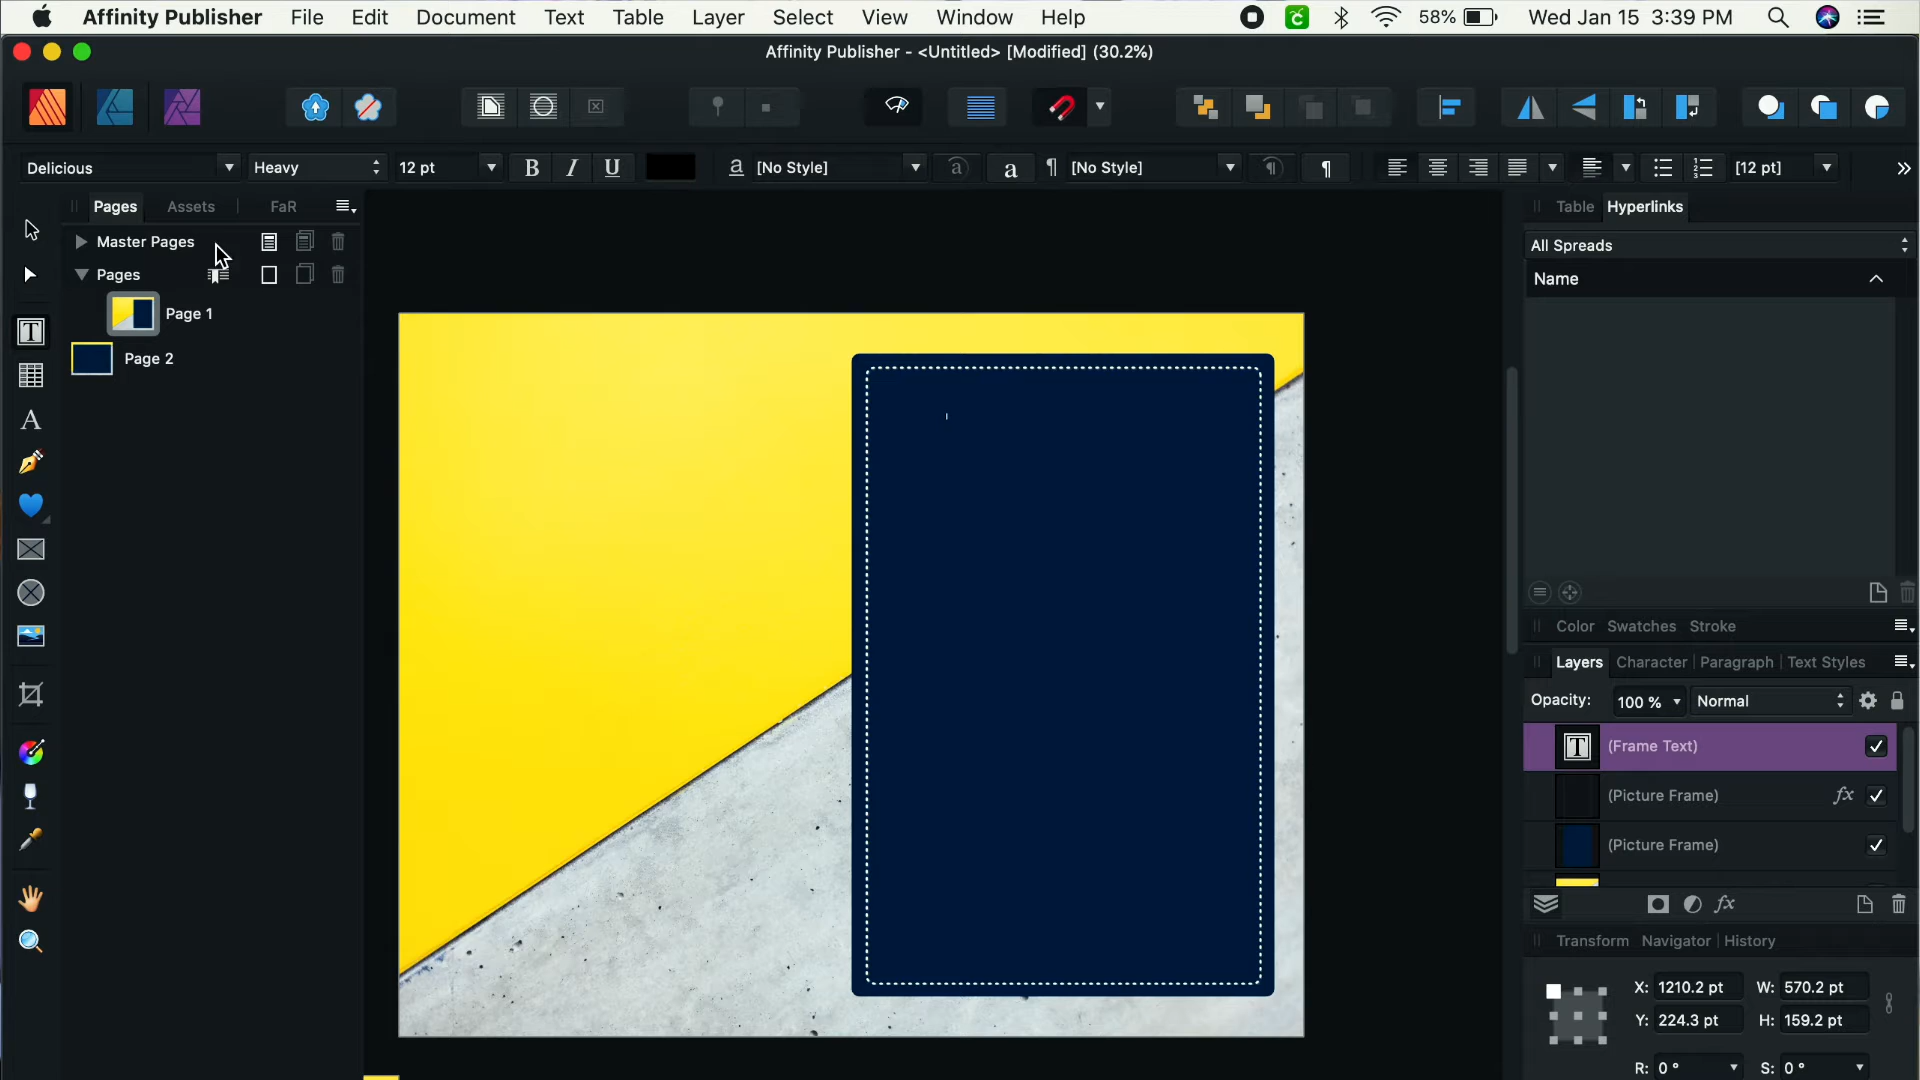 Affinity Publisher File Edit Document Text Table Layer Select View Window Help 58% Wed Jan 15 3:39 PM
Affinity Publisher - <Untitled> [Modified] (30.2%)
Delicious Heavy 12 pt B I U a [No Style] a a ¶ [No Style] ¶ ¶ [12 pt]
Pages Assets FaR
Table Hyperlinks
Master Pages
All Spreads
Pages
Name
Page 1
Page 2
Color Swatches Stroke
Layers Character Paragraph Text Styles
Opacity: 100 % Normal
(Frame Text)
(Picture Frame) fx
(Picture Frame)
fx
Transform Navigator History
X: 1210.2 pt W: 570.2 pt
Y: 224.3 pt H: 159.2 pt
R: 0 ° S: 0 °